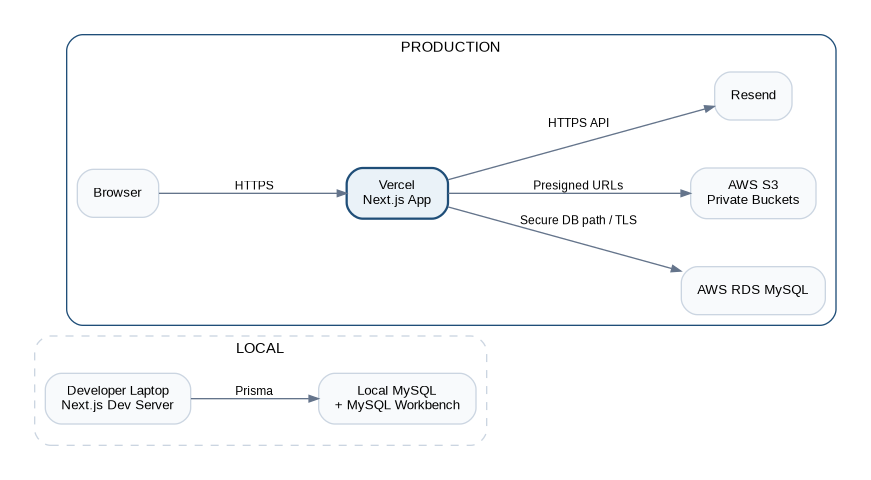 PRODUCTION
Resend
HTTPS API
Browser
HTTPS
Vercel
Next.js App
Presigned URLs
AWS S3
Private Buckets
Secure DB path / TLS
AWS RDS MySQL
LOCAL
Developer Laptop
Next.js Dev Server
Prisma
Local MySQL
+ MySQL Workbench